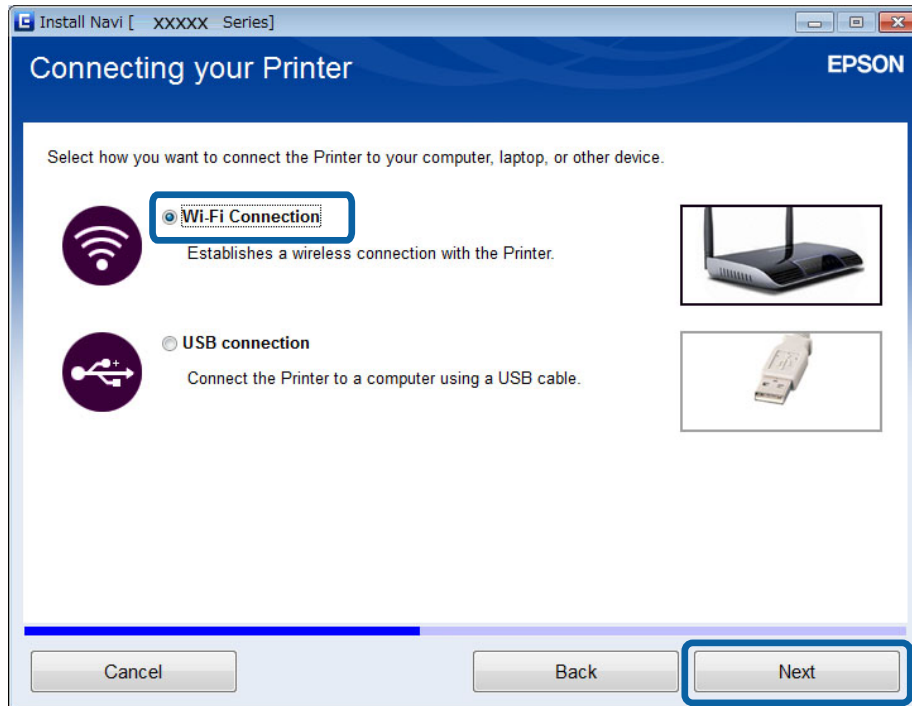 Install Navi [ XXXXX Series]
Connecting your Printer
EPSON
Select how you want to connect the Printer to your computer, laptop, or other device.
Wi-Fi Connection
Establishes a wireless connection with the Printer.
USB connection
Connect the Printer to a computer using a USB cable.
Cancel
Back
Next